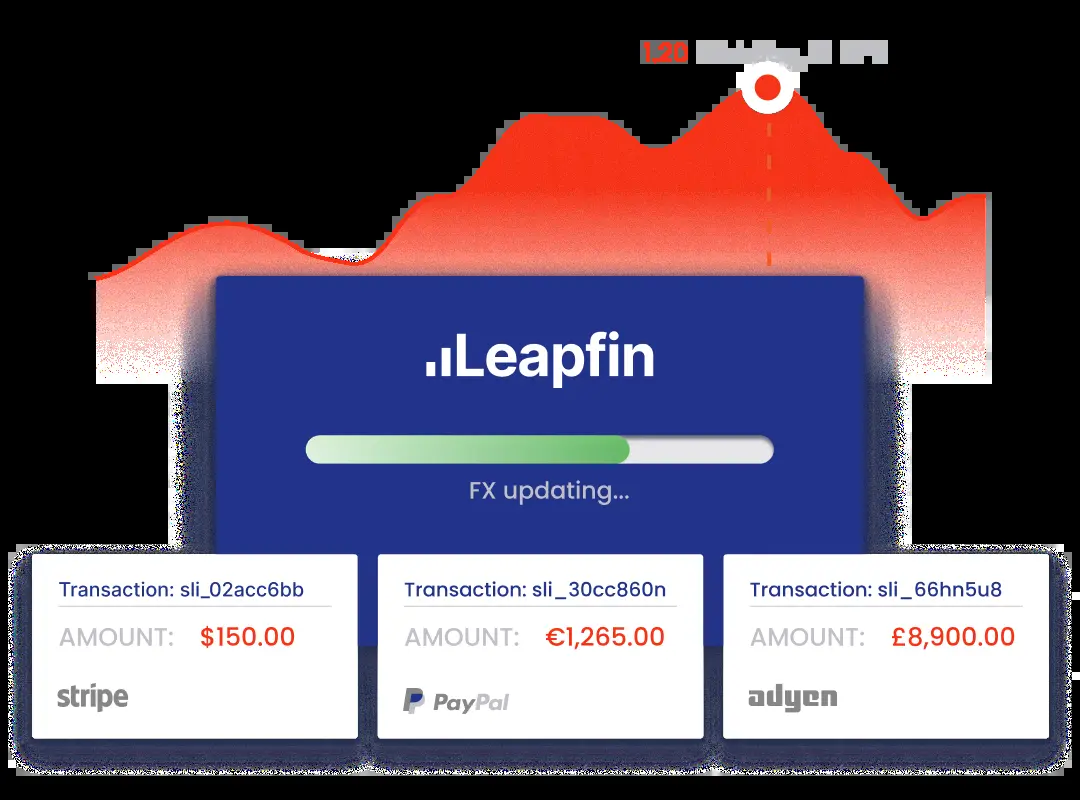 1.20
Leapfin
FX updating...
Transaction: sli_02acc6bb
AMOUNT: $150.00
stripe
Transaction: sli_30cc860n
AMOUNT: €1,265.00
PayPal
Transaction: sli_66hn5u8
AMOUNT: £8,900.00
adyen